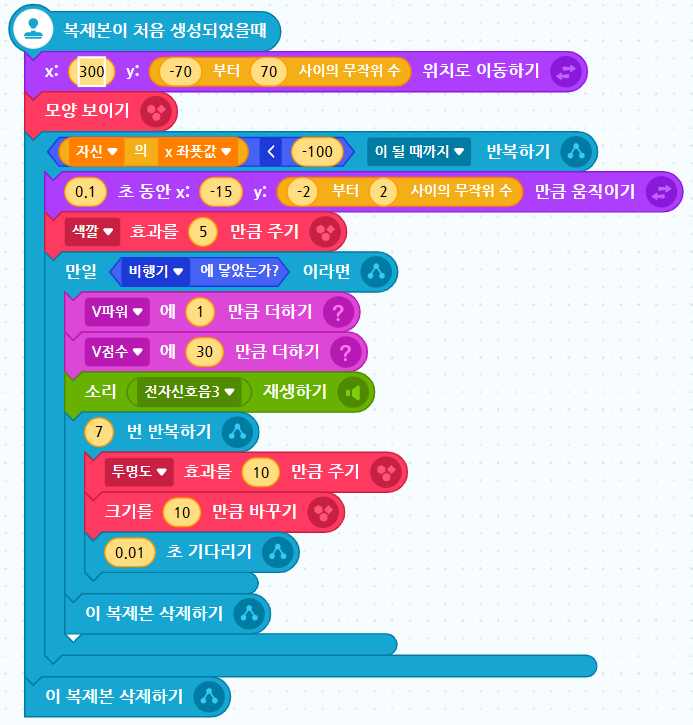 복제본이 처음 생성되었을때
x: 300 y: -70 부터 70 사이의 무작위 수 위치로 이동하기
모양 보이기
자신 의 x 좌푯값 < -100 이 될 때까지 반복하기
0.1 초 동안 x: -15 y: -2 부터 2 사이의 무작위 수 만큼 움직이기
색깔 효과를 5 만큼 주기
만일 비행기 에 닿았는가? 이라면
V파워 에 1 만큼 더하기 ?
V점수 에 30 만큼 더하기 ?
소리 전자신호음3 재생하기
7 번 반복하기
투명도 효과를 10 만큼 주기
크기를 10 만큼 바꾸기
0.01 초 기다리기
이 복제본 삭제하기
이 복제본 삭제하기